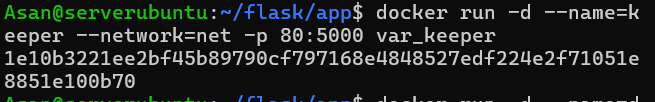 Asan@serverubuntu:~/flask/app$ docker run -d --name=k
eeper --network=net -p 80:5000 var_keeper
1e10b3221ee2bf45b89790cf797168e4848527edf224e2f71051e
8851e100b70